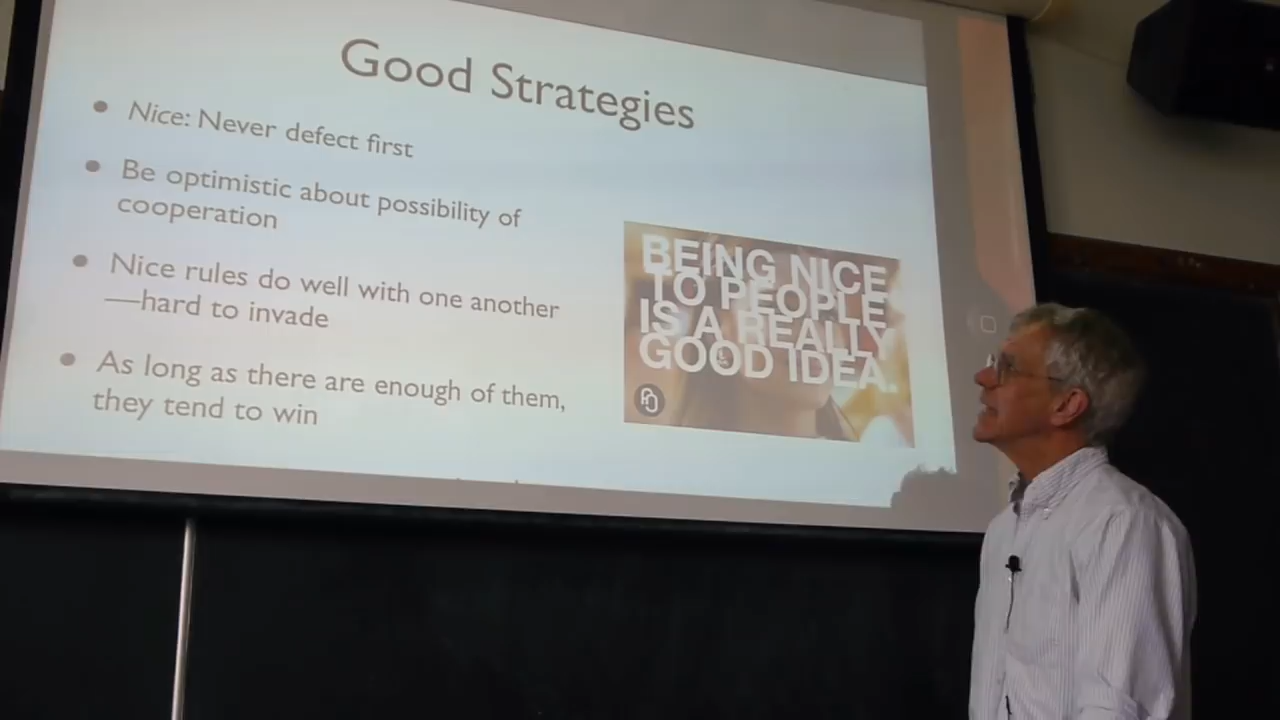 Good Strategies
Nice: Never defect first
Be optimistic about possibility of
cooperation
Nice rules do well with one another
—hard to invade
As long as there are enough of them,
they tend to win
BEING NICE
TO PEOPLE
IS A REALLY
GOOD IDEA.